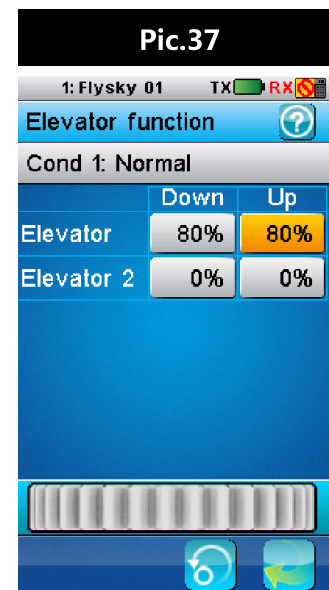 Pic.37
1: Flysky 01 TX RX
Elevator function ?
Cond 1: Normal
Down Up
Elevator 80% 80%
Elevator 2 0% 0%